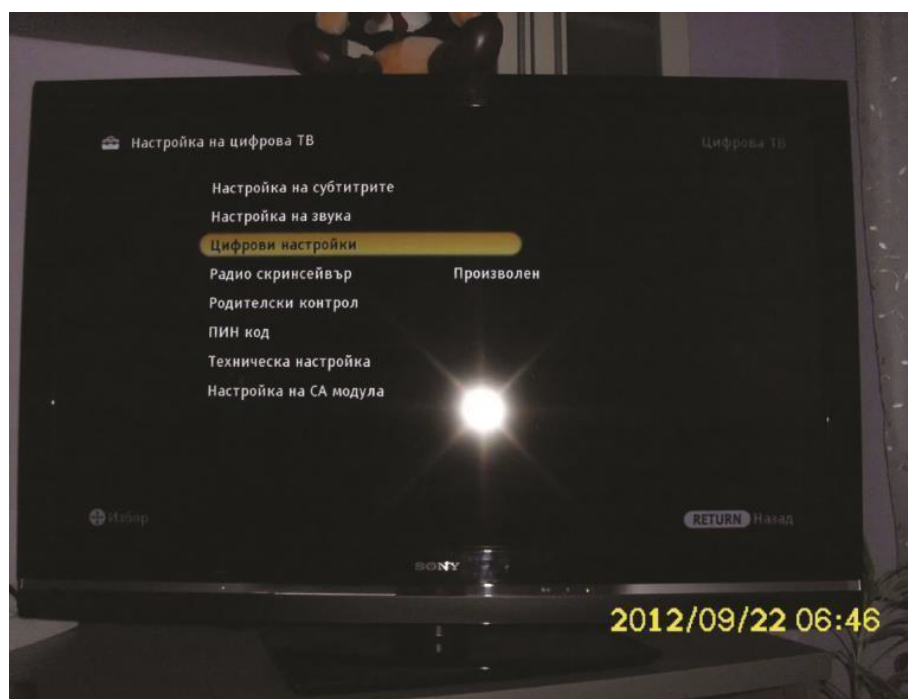 Настройка на цифрова ТВ
Цифрова ТВ
Настройка на субтитрите
Настройка на звука
Цифрови настройки
Радио скринсейвър Произволен
Родителски контрол
ПИН код
Техническа настройка
Настройка на СА модула
Избор
RETURN Назад
SONY
2012/09/22 06:46